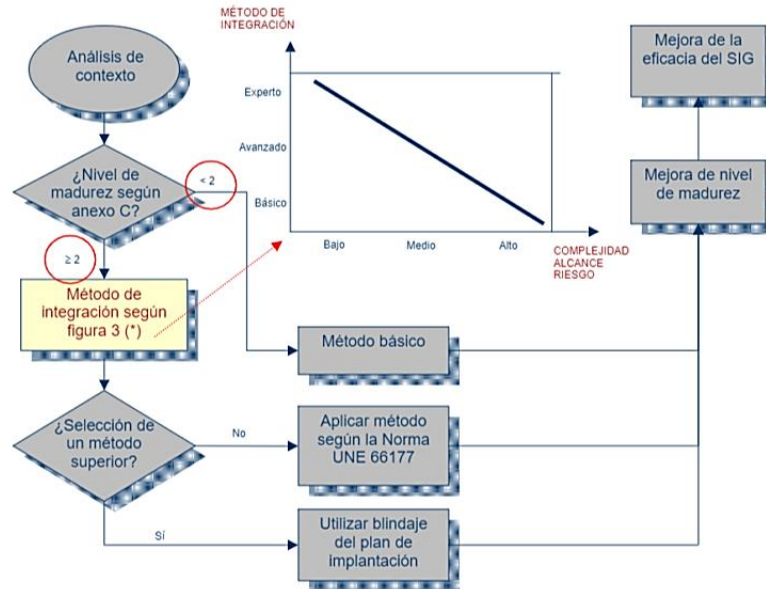 MÉTODO DE
INTEGRACIÓN
Análisis de
contexto
Mejora de la
eficacia del SIG
Experto
Avanzado
Básico
¿Nivel de
madurez según
anexo C?
< 2
Mejora de nivel
de madurez
Bajo
Medio
Alto
COMPLEJIDAD
ALCANCE
RIESGO
≥ 2
Método de
integración según
figura 3 (*)
Método básico
¿Selección de
un método
superior?
No
Aplicar método
según la Norma
UNE 66177
Sí
Utilizar blindaje
del plan de
implantación